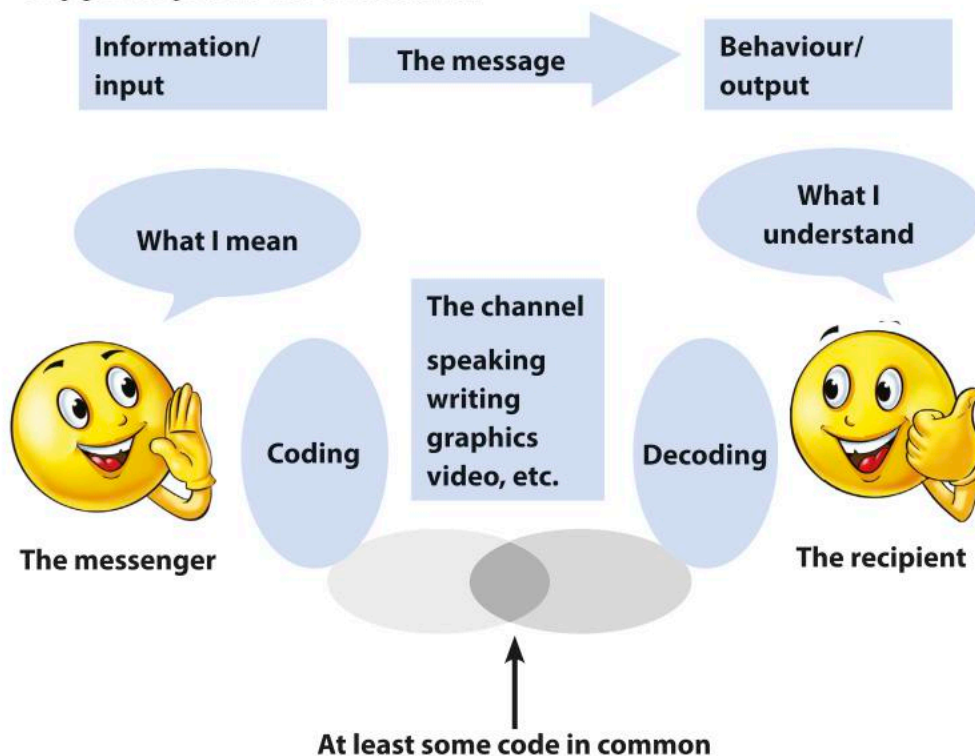 Information/
input
The message
Behaviour/
output
What I mean
What I
understand
The channel
speaking
writing
graphics
video, etc.
Coding
Decoding
The messenger
The recipient
At least some code in common